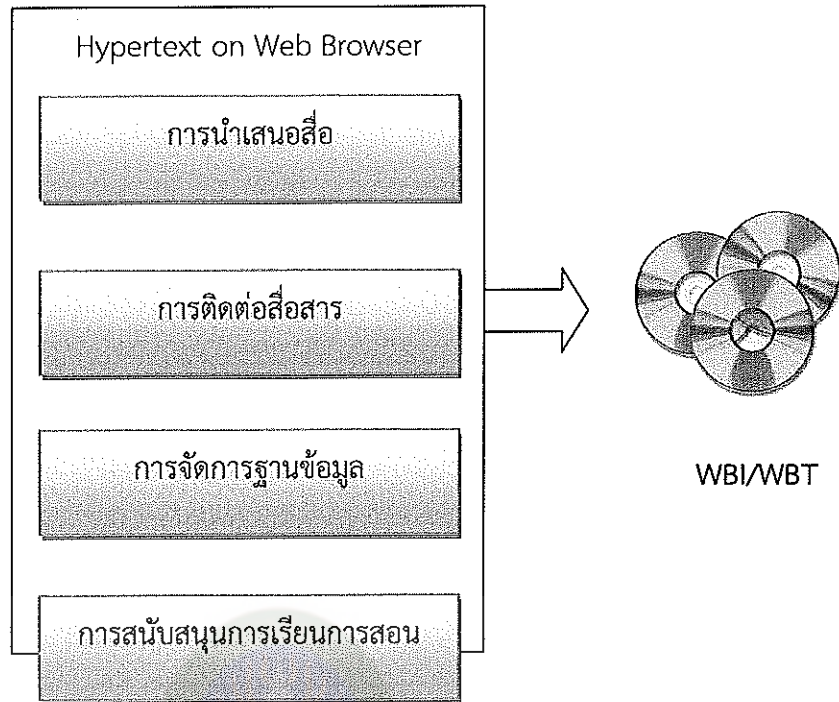 Hypertext on Web Browser
การนำเสนอสื่อ
การติดต่อสื่อสาร
การจัดการฐานข้อมูล
การสนับสนุนการเรียนการสอน
WBI/WBT